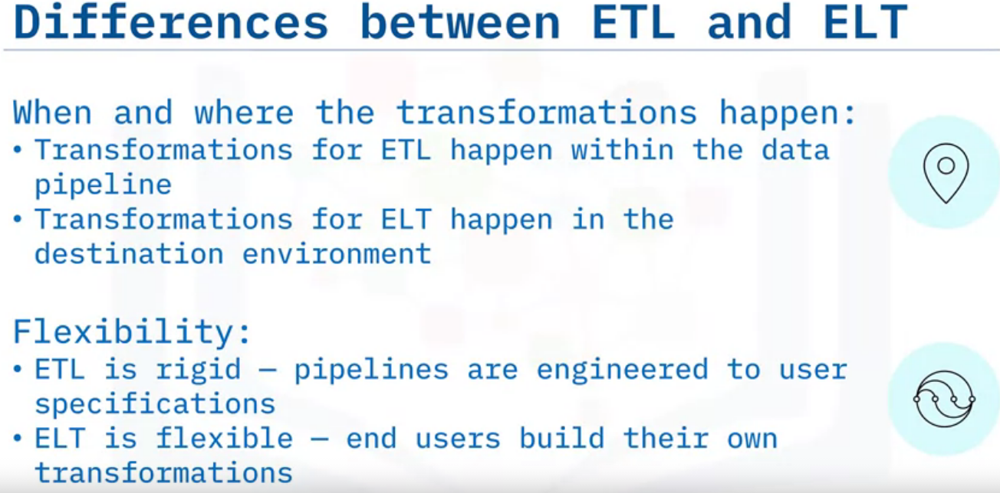 Differences between ETL and ELT
When and where the transformations happen:
• Transformations for ETL happen within the data
pipeline
• Transformations for ELT happen in the
destination environment
Flexibility:
• ETL is rigid – pipelines are engineered to user
specifications
• ELT is flexible – end users build their own
transformations